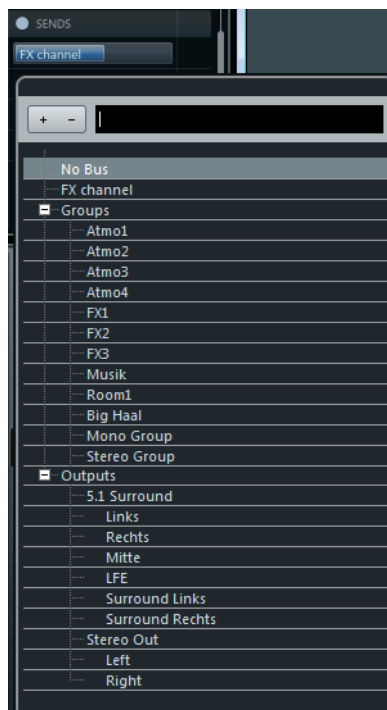 SENDS
FX channel
+ -
No Bus
FX channel
Groups
Atmo1
Atmo2
Atmo3
Atmo4
FX1
FX2
FX3
Musik
Room1
Big Haal
Mono Group
Stereo Group
Outputs
5.1 Surround
Links
Rechts
Mitte
LFE
Surround Links
Surround Rechts
Stereo Out
Left
Right